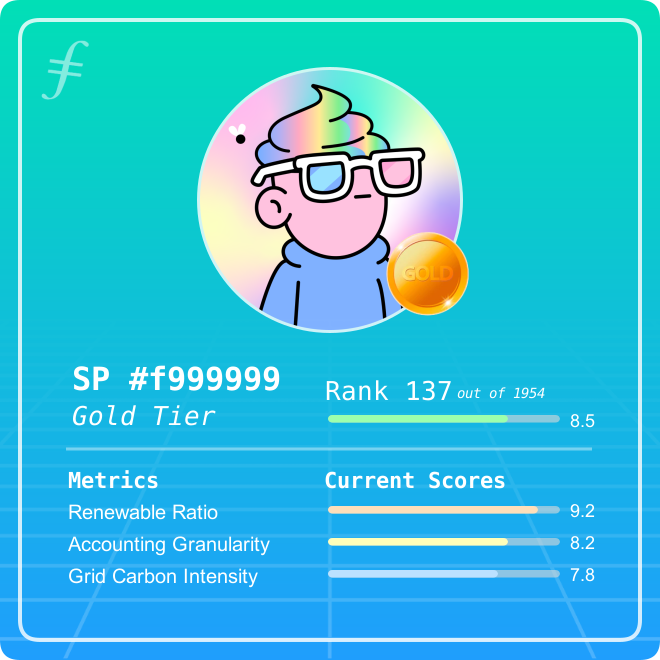 GOLD
SP #f999999
Gold Tier
Rank 137 out of 1954
8.5
Metrics
Current Scores
Renewable Ratio
9.2
Accounting Granularity
8.2
Grid Carbon Intensity
7.8